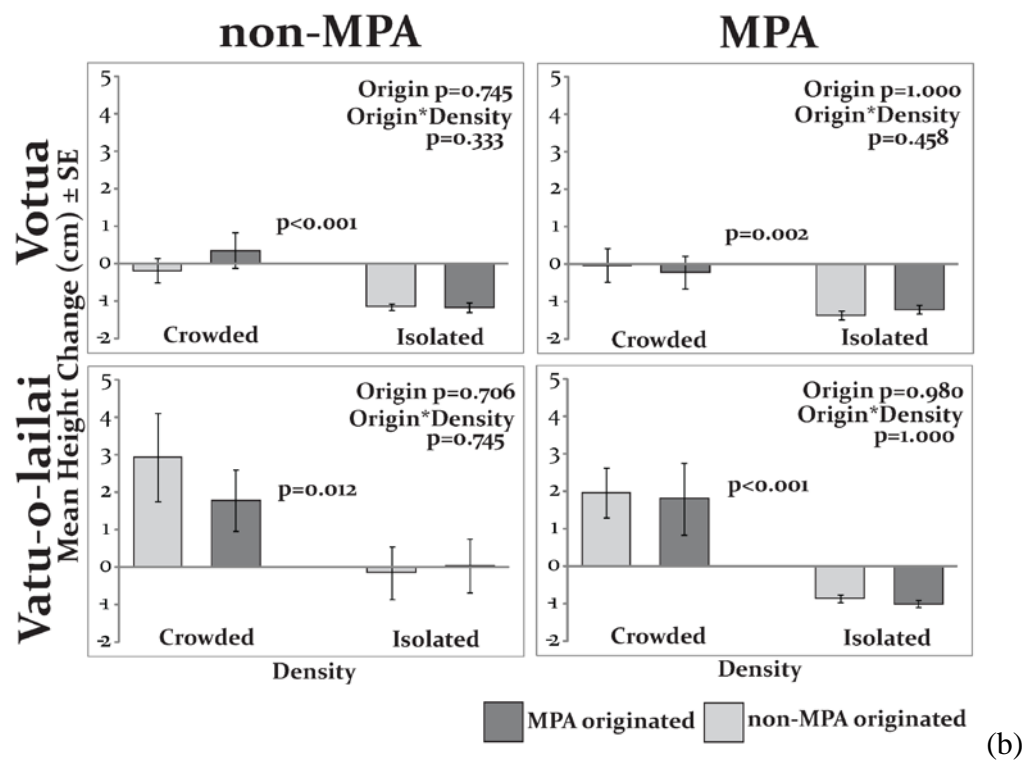 non-MPA
MPA
Votua
Vatu-o-lailai
Mean Height Change (cm) ± SE
5
4
3
2
1
0
-1
-2
Origin p=0.745
Origin*Density
p=0.333
p<0.001
Crowded
Isolated
5
4
3
2
1
0
-1
-2
Origin p=1.000
Origin*Density
p=0.458
p=0.002
Crowded
Isolated
5
4
3
2
1
0
-1
-2
Origin p=0.706
Origin*Density
p=0.745
p=0.012
Crowded
Isolated
Density
5
4
3
2
1
0
-1
-2
Origin p=0.980
Origin*Density
p=1.000
p<0.001
Crowded
Isolated
Density
MPA originated
non-MPA originated
(b)